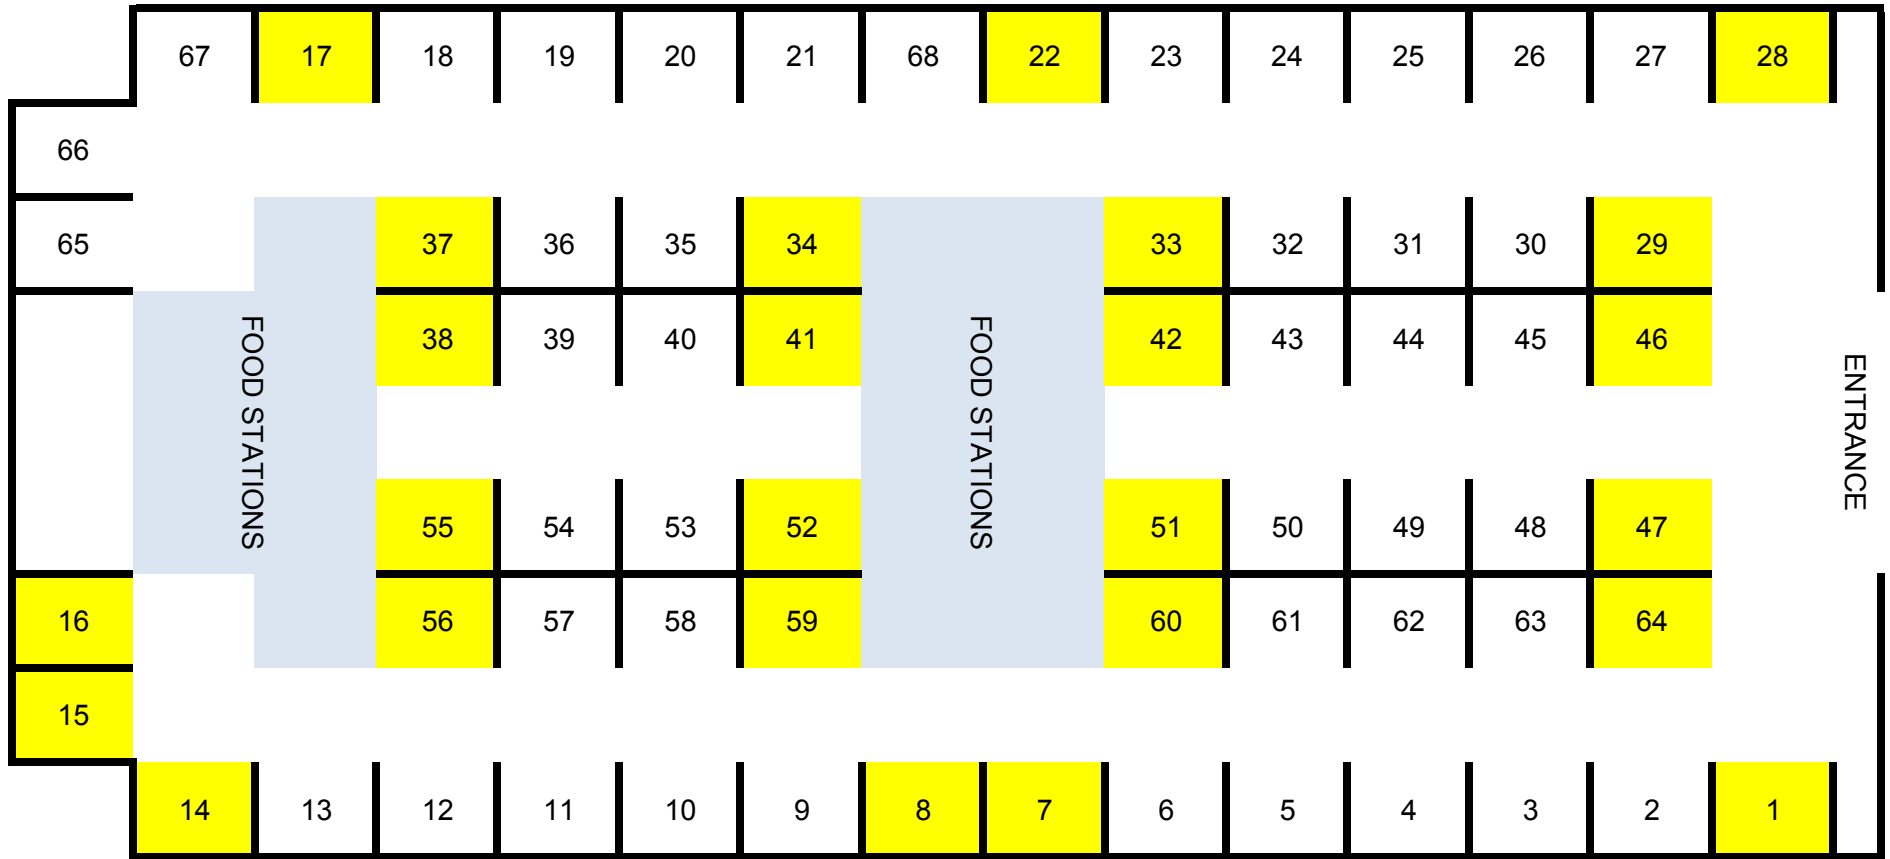 67 17 18 19 20 21 68 22 23 24 25 26 27 28
66
65 37 36 35 34 33 32 31 30 29
38 39 40 41 42 43 44 45 46
FOOD STATIONS
FOOD STATIONS
ENTRANCE
55 54 53 52 51 50 49 48 47
16 56 57 58 59 60 61 62 63 64
15
14 13 12 11 10 9 8 7 6 5 4 3 2 1